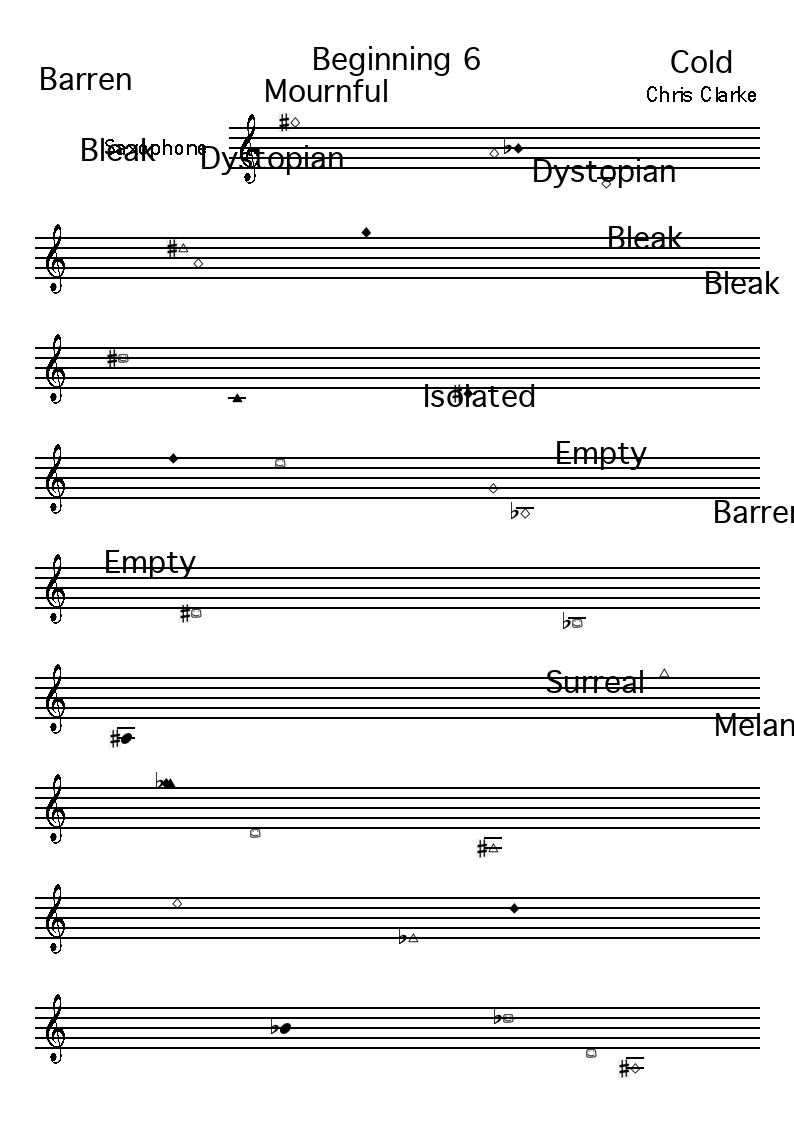 Beginning 6
Cold
Barren
Mournful
Chris Clarke
Saxophone
Bleak
Dystopian
Dystopian
Bleak
Bleak
Isolated
Empty
Barren
Empty
Surreal
Melan